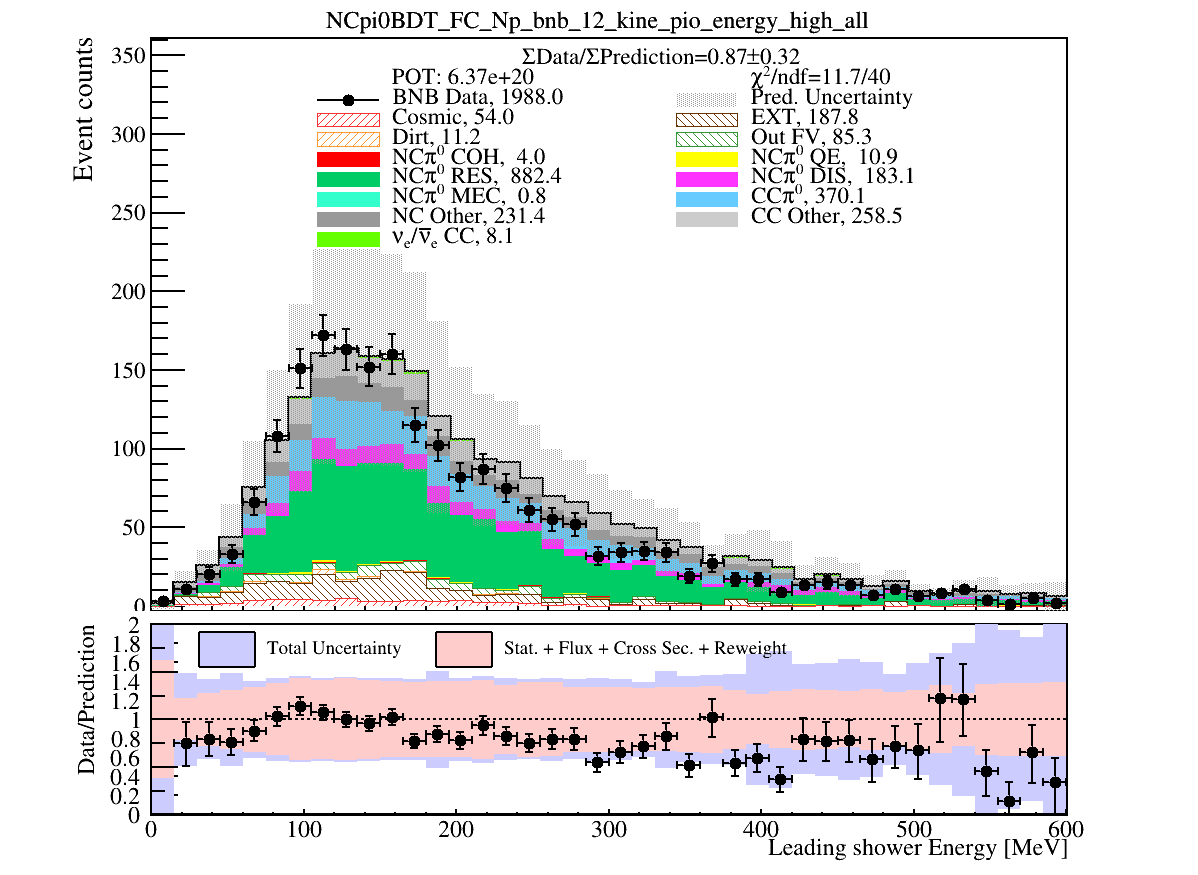 NCpi0BDT_FC_Np_bnb_12_kine_pio_energy_high_all
ΣData/ΣPrediction=0.87±0.32
POT: 6.37e+20
χ²/ndf=11.7/40
BNB Data, 1988.0
Pred. Uncertainty
Cosmic, 54.0
EXT, 187.8
Dirt, 11.2
Out FV, 85.3
NCπ⁰ COH, 4.0
NCπ⁰ QE, 10.9
NCπ⁰ RES, 882.4
NCπ⁰ DIS, 183.1
NCπ⁰ MEC, 0.8
CCπ⁰, 370.1
NC Other, 231.4
CC Other, 258.5
νe/ν̅e CC, 8.1
Event counts
350
300
250
200
150
100
50
0
Total Uncertainty
Stat. + Flux + Cross Sec. + Reweight
Data/Prediction
2
1.8
1.6
1.4
1.2
1
0.8
0.6
0.4
0.2
0
0 100 200 300 400 500 600
Leading shower Energy [MeV]